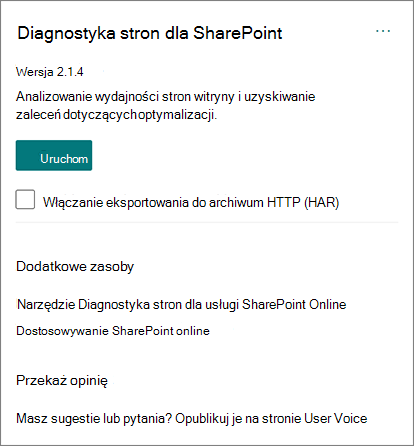 Diagnostyka stron dla SharePoint
Wersja 2.1.4
Analizowanie wydajności stron witryny i uzyskiwanie
zaleceń dotyczących optymalizacji.
Uruchom
Włączanie eksportowania do archiwum HTTP (HAR)
Dodatkowe zasoby
Narzędzie Diagnostyka stron dla usługi SharePoint Online
Dostosowywanie SharePoint online
Przekaż opinię
Masz sugestie lub pytania? Opublikuj je na stronie User Voice